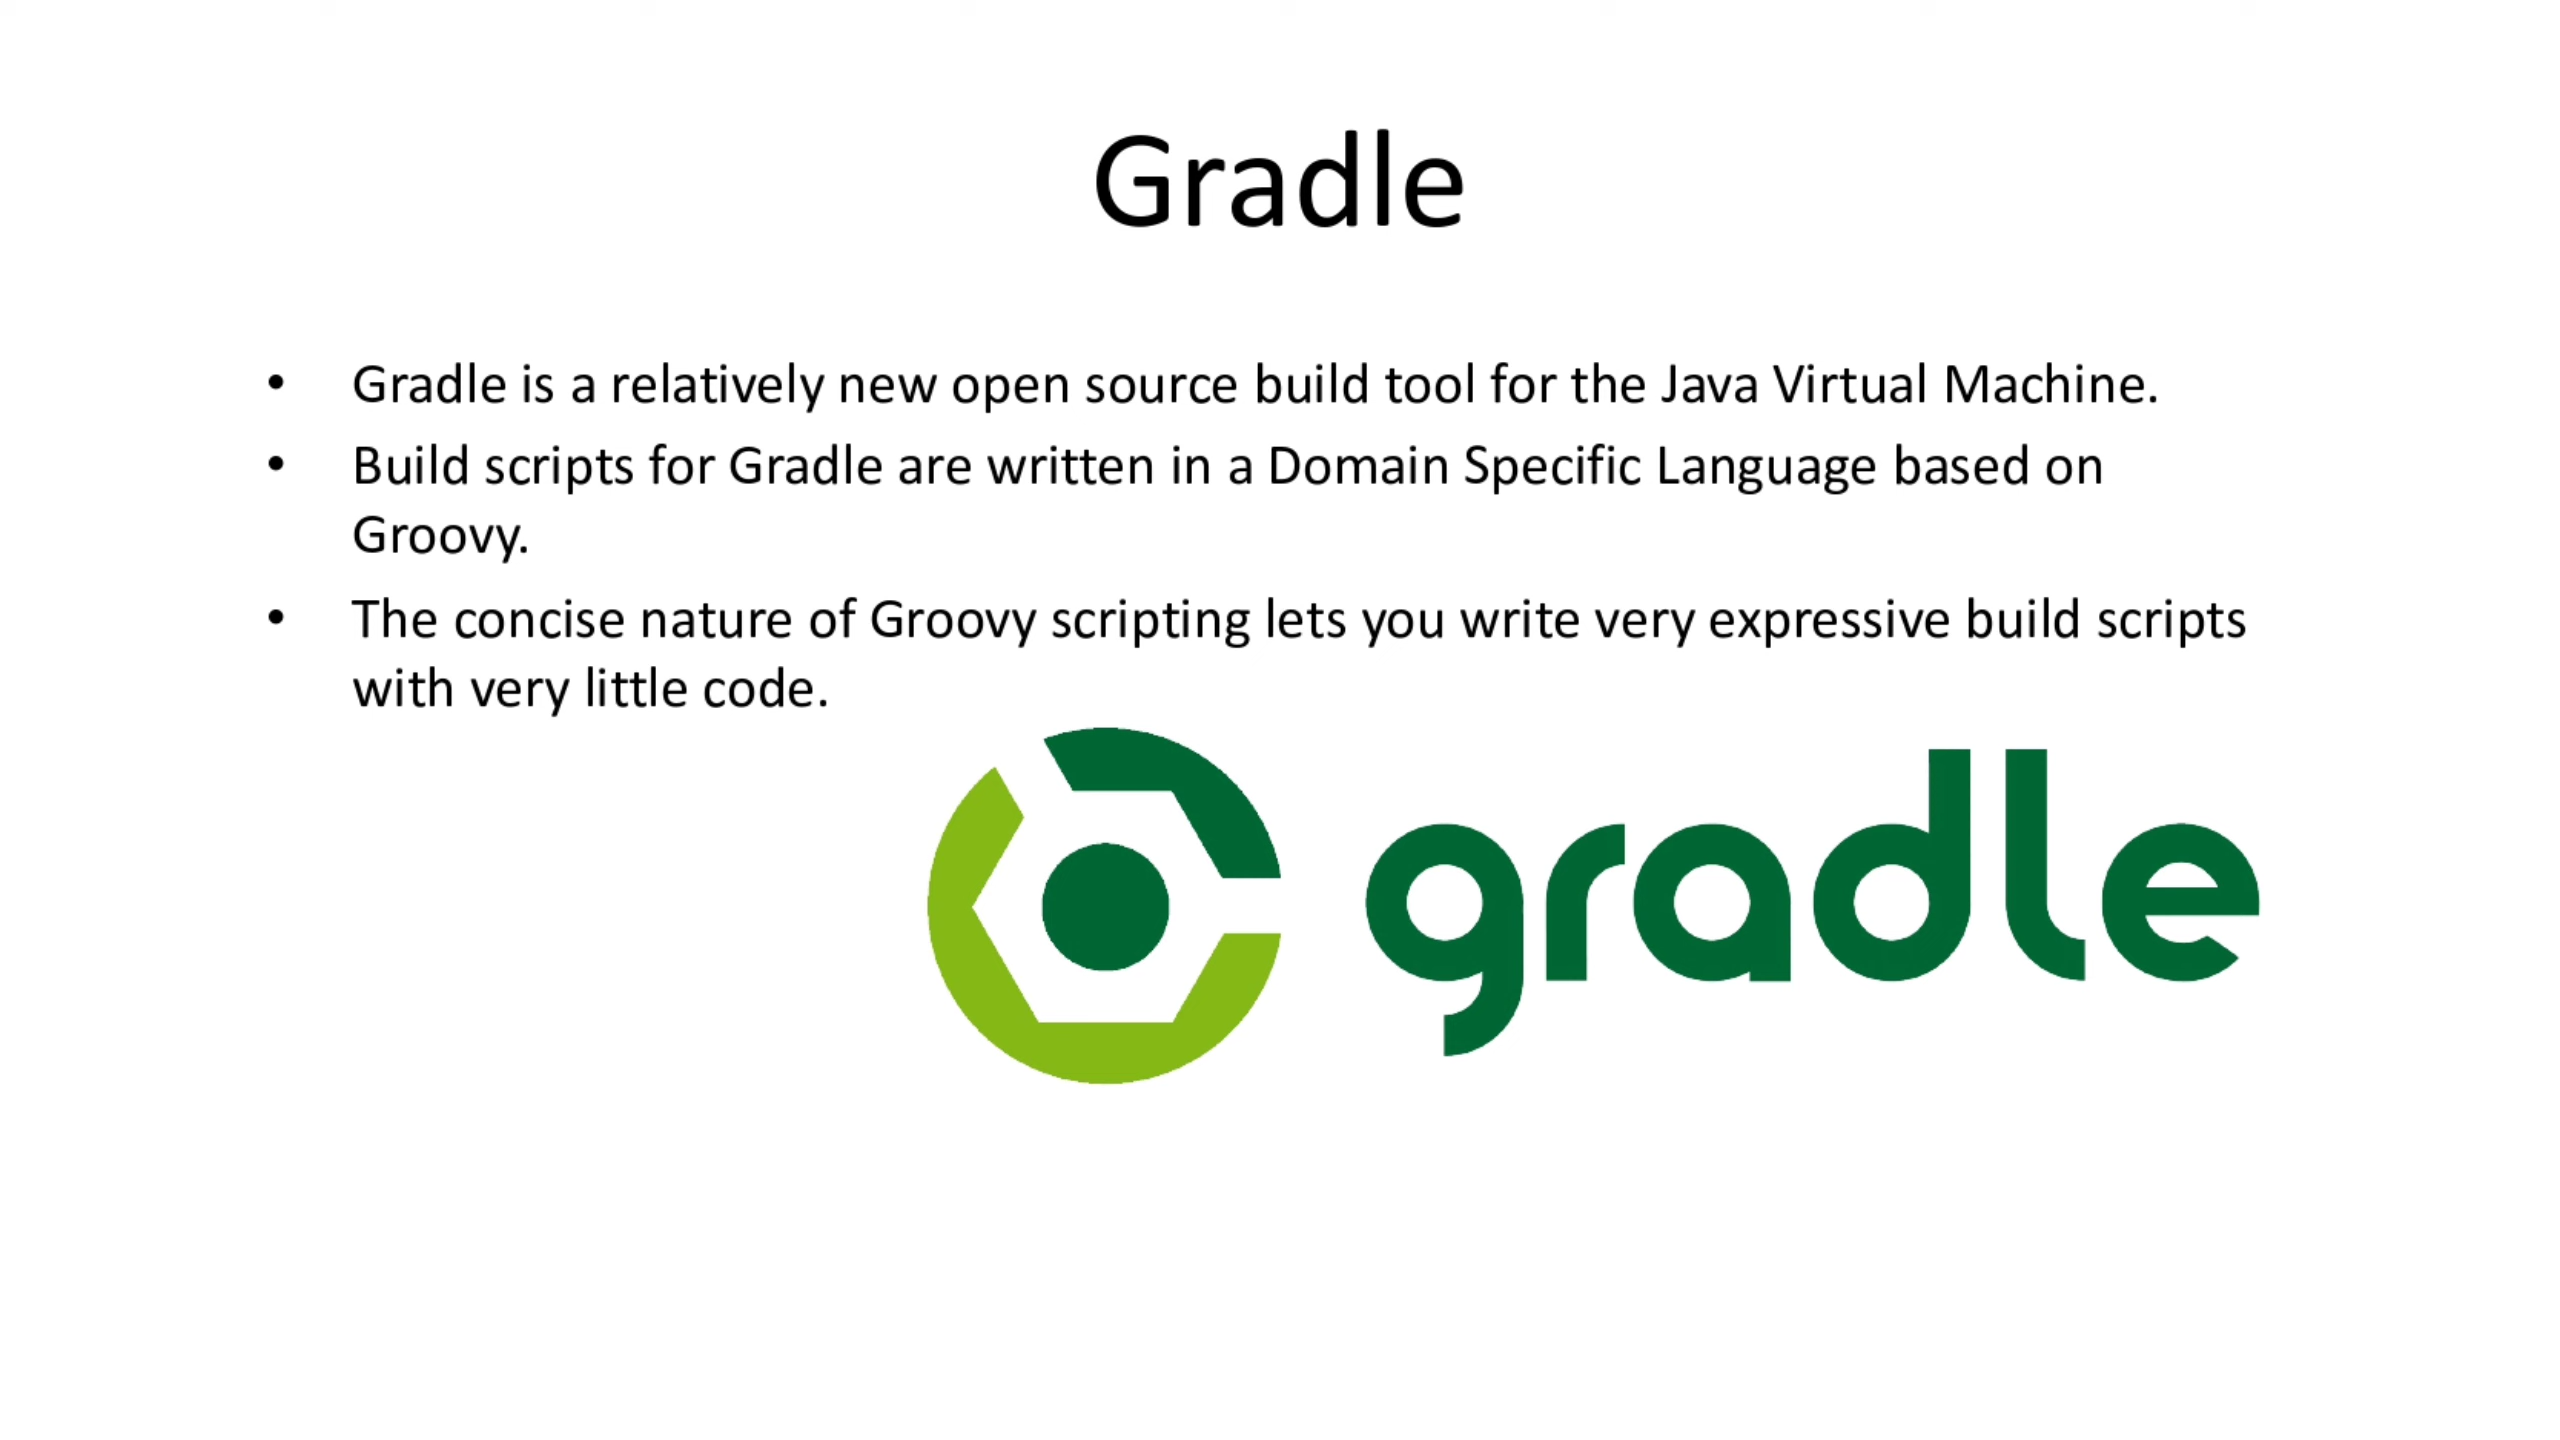 Gradle
• Gradle is a relatively new open source build tool for the Java Virtual Machine.
• Build scripts for Gradle are written in a Domain Specific Language based on
Groovy.
• The concise nature of Groovy scripting lets you write very expressive build scripts
with very little code.
gradle